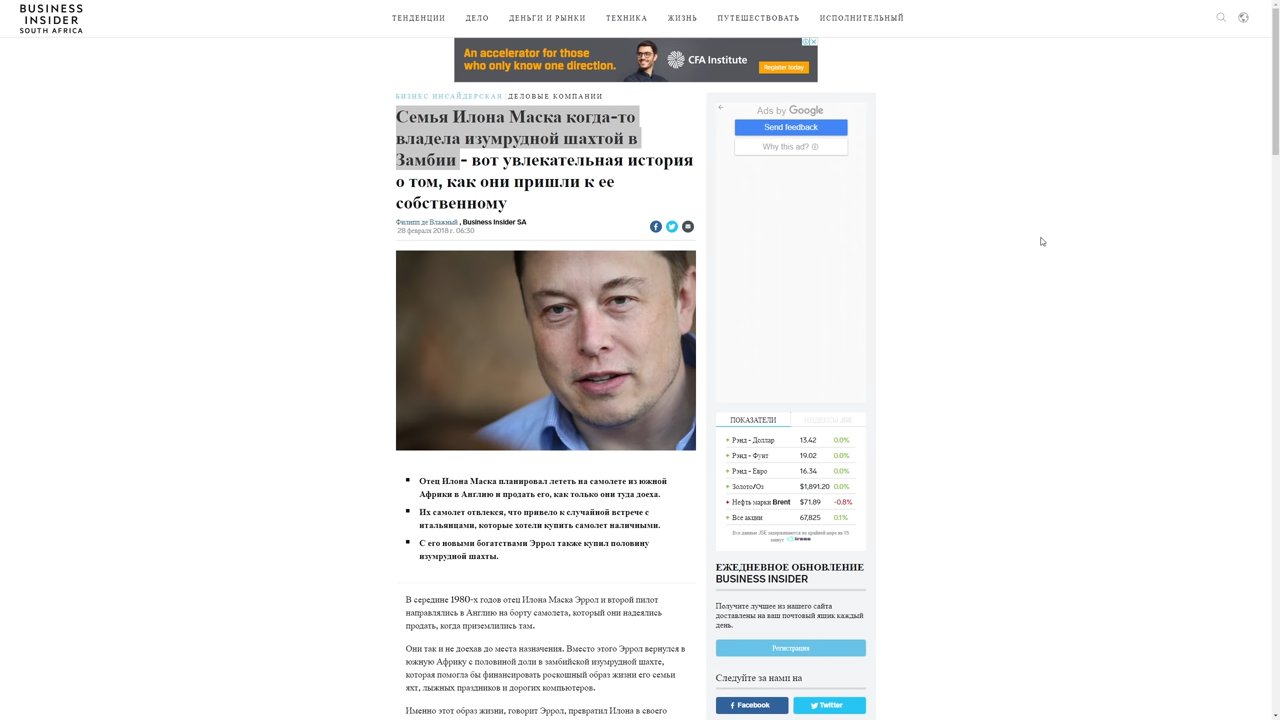 BUSINESS
INSIDER
SOUTH AFRICA
ТЕНДЕНЦИИ ДЕЛО ДЕНЬГИ И РЫНКИ ТЕХНИКА ЖИЗНЬ ПУТЕШЕСТВОВАТЬ ИСПОЛНИТЕЛЬНЫЙ
An accelerator for those
who only know one direction.
CFA Institute
Register today
БИЗНЕС ИНСАЙДЕРСКАЯ | ДЕЛОВЫЕ КОМПАНИИ
Семья Илона Маска когда-то
владела изумрудной шахтой в
Замбии - вот увлекательная история
о том, как они пришли к ее
собственному
Филипп де Влажный , Business Insider SA
28 февраля 2018 г. 06:30
Отец Илона Маска планировал лететь на самолете из южной
Африки в Англию и продать его, как только они туда доеха.
Их самолет отвлекся, что привело к случайной встрече с
итальянцами, которые хотели купить самолет наличными.
С его новыми богатствами Эррол также купил половину
изумрудной шахты.
В середине 1980-х годов отец Илона Маска Эррол и второй пилот
направлялись в Англию на борту самолета, который они надеялись
продать, когда приземлились там.
Они так и не доехав до места назначения. Вместо этого Эррол вернулся в
южную Африку с половиной доли в замбийской изумрудной шахте,
которая помогла бы финансировать роскошный образ жизни его семьи
яхт, лыжных праздников и дорогих компьютеров.
Именно этот образ жизни, говорит Эррол, превратил Илона в своего
Ads by Google
Send feedback
Why this ad?
ПОКАЗАТЕЛИ ИНДЕКСЫ JSE
Рэнд - Доллар 13.42 0.0%
Рэнд - Фунт 19.02 0.0%
Рэнд - Евро 16.34 0.0%
Золото/Оз $1,891.20 0.0%
Нефть марки Brent $71.89 -0.8%
Все акции 67,825 0.1%
Все данные JSE задерживаются по крайней мере на 15
минут
ЕЖЕДНЕВНОЕ ОБНОВЛЕНИЕ
BUSINESS INSIDER
Получите лучшее из нашего сайта
доставлены на ваш почтовый ящик каждый
день.
Регистрация
Следуйте за нами на
Facebook Twitter